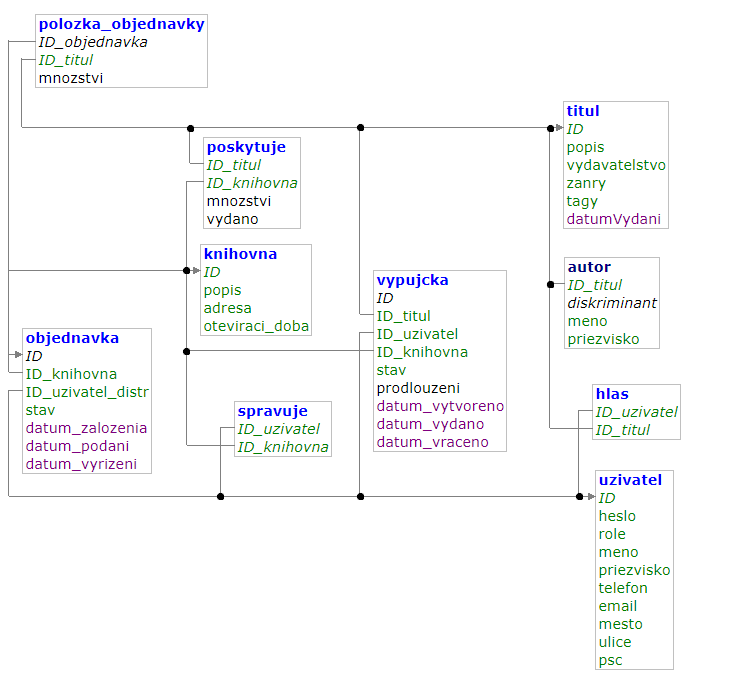 polozka_objednavky
ID_objednavka
ID_titul
mnozstvi
titul
ID
popis
vydavatelstvo
zanry
tagy
datumVydani
poskytuje
ID_titul
ID_knihovna
mnozstvi
vydano
knihovna
ID
popis
adresa
oteviraci_doba
autor
ID_titul
diskriminant
meno
priezvisko
vypujcka
ID
ID_titul
ID_uzivatel
ID_knihovna
stav
prodlouzeni
datum_vytvoreno
datum_vydano
datum_vraceno
objednavka
ID
ID_knihovna
ID_uzivatel_distr
stav
datum_zalozenia
datum_podani
datum_vyrizeni
spravuje
ID_uzivatel
ID_knihovna
hlas
ID_uzivatel
ID_titul
uzivatel
ID
heslo
role
meno
priezvisko
telefon
email
mesto
ulice
psc